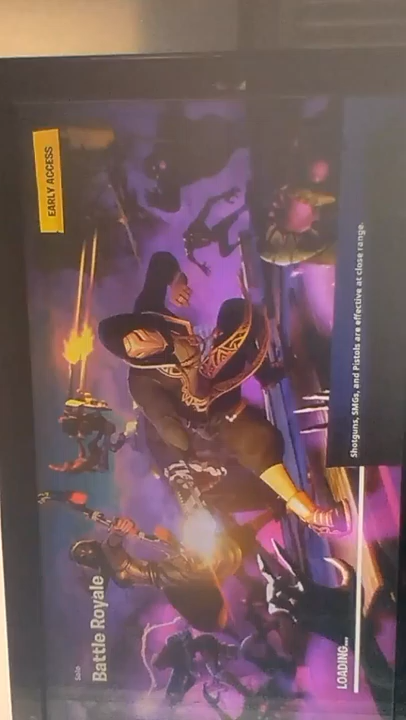 Solo
Battle Royale
EARLY ACCESS
LOADING...
Shotguns, SMGs, and Pistols are effective at close range.